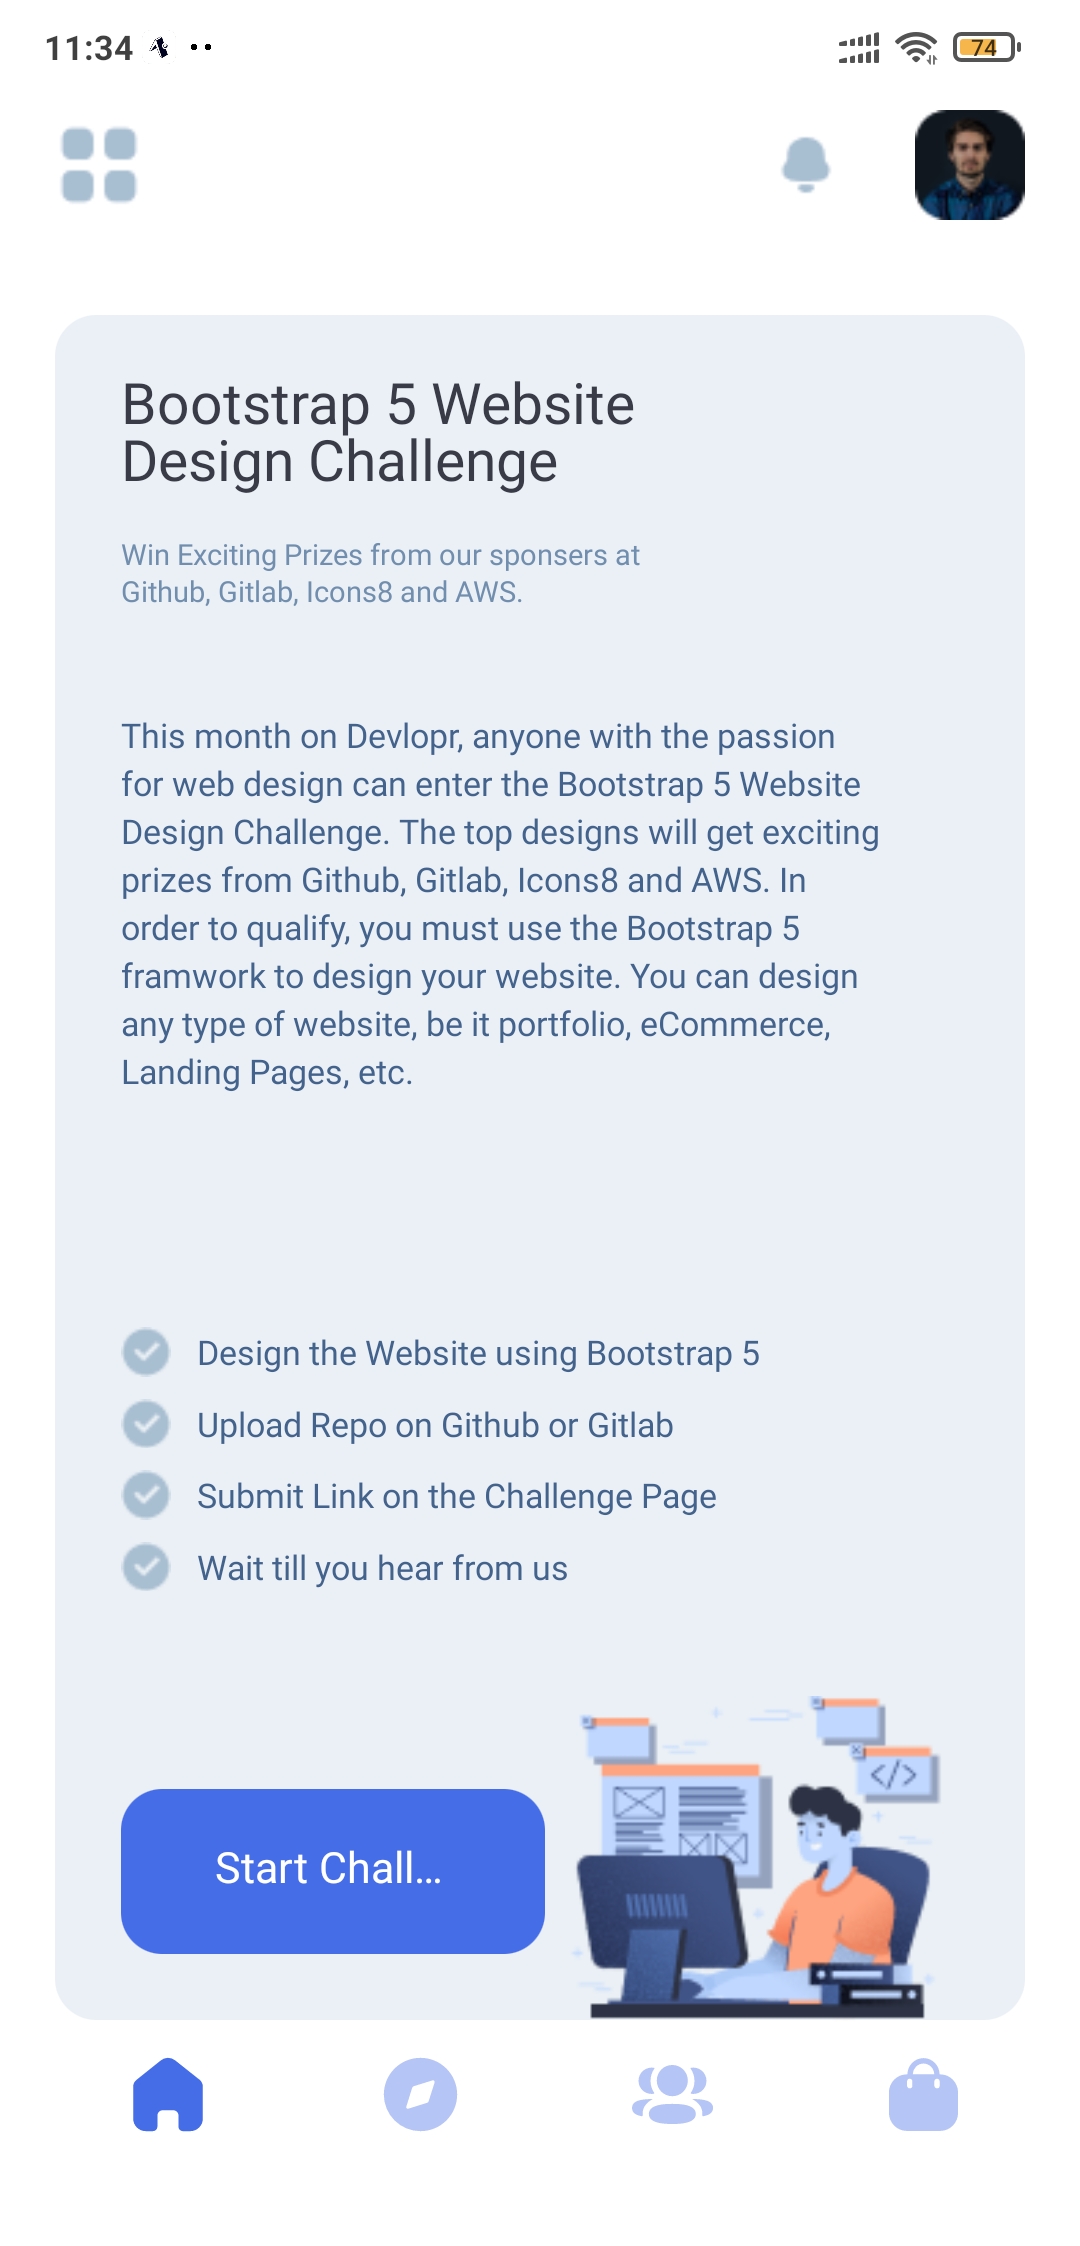 11:34
74
Bootstrap 5 Website
Design Challenge
Win Exciting Prizes from our sponsers at
Github, Gitlab, Icons8 and AWS.
This month on Devlopr, anyone with the passion
for web design can enter the Bootstrap 5 Website
Design Challenge. The top designs will get exciting
prizes from Github, Gitlab, Icons8 and AWS. In
order to qualify, you must use the Bootstrap 5
framwork to design your website. You can design
any type of website, be it portfolio, eCommerce,
Landing Pages, etc.
Design the Website using Bootstrap 5
Upload Repo on Github or Gitlab
Submit Link on the Challenge Page
Wait till you hear from us
</>
Start Chall...